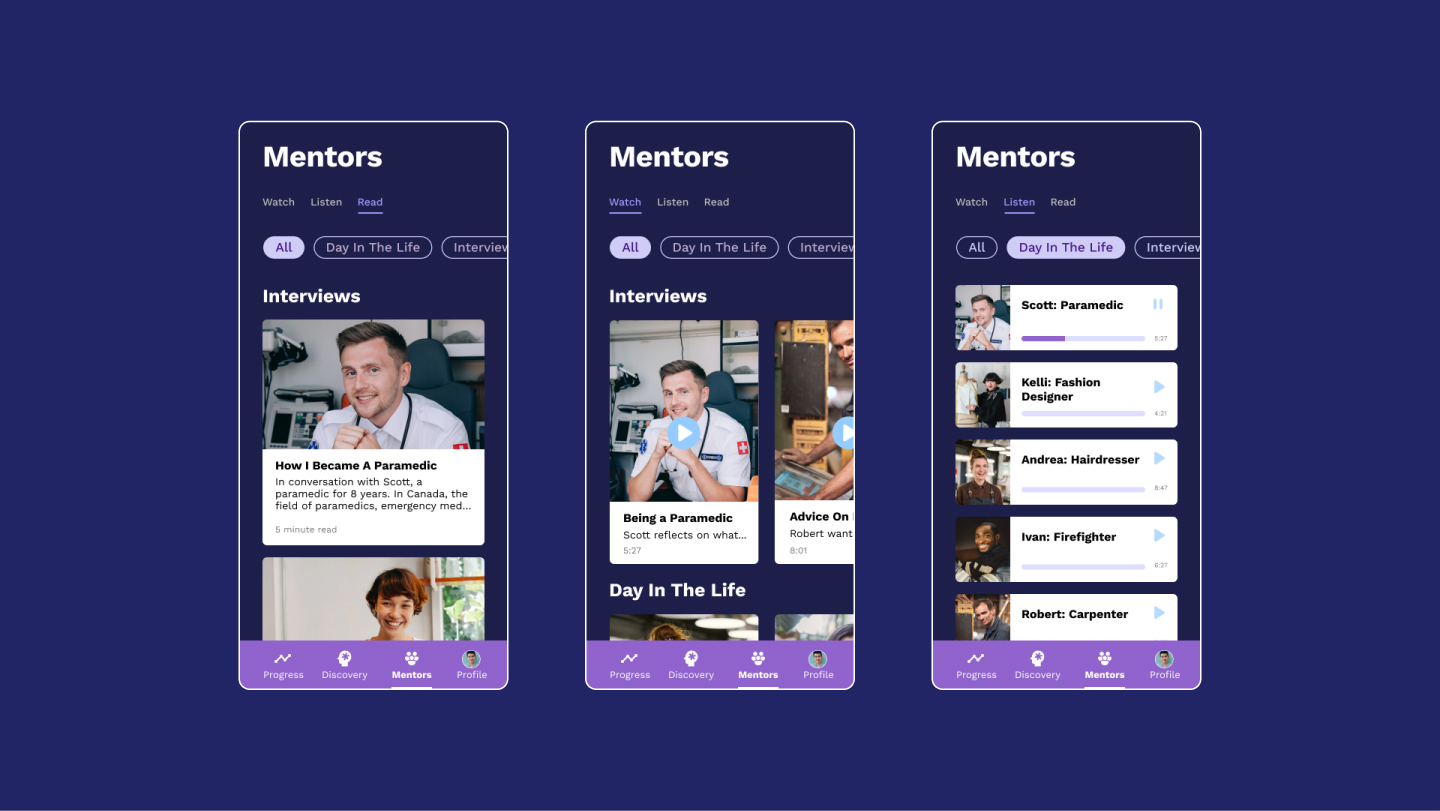 Mentors
Watch Listen Read
All Day In The Life Interview
Interviews
How I Became A Paramedic
In conversation with Scott, a
paramedic for 8 years. In Canada, the
field of paramedics, emergency med...
5 minute read
Progress Discovery Mentors Profile
Mentors
Watch Listen Read
All Day In The Life Interview
Interviews
Being a Paramedic
Scott reflects on what...
5:27
Advice On
Robert want
8:01
Day In The Life
Progress Discovery Mentors Profile
Mentors
Watch Listen Read
All Day In The Life Interview
Scott: Paramedic
5:27
Kelli: Fashion
Designer
4:21
Andrea: Hairdresser
8:47
Ivan: Firefighter
6:27
Robert: Carpenter
Progress Discovery Mentors Profile